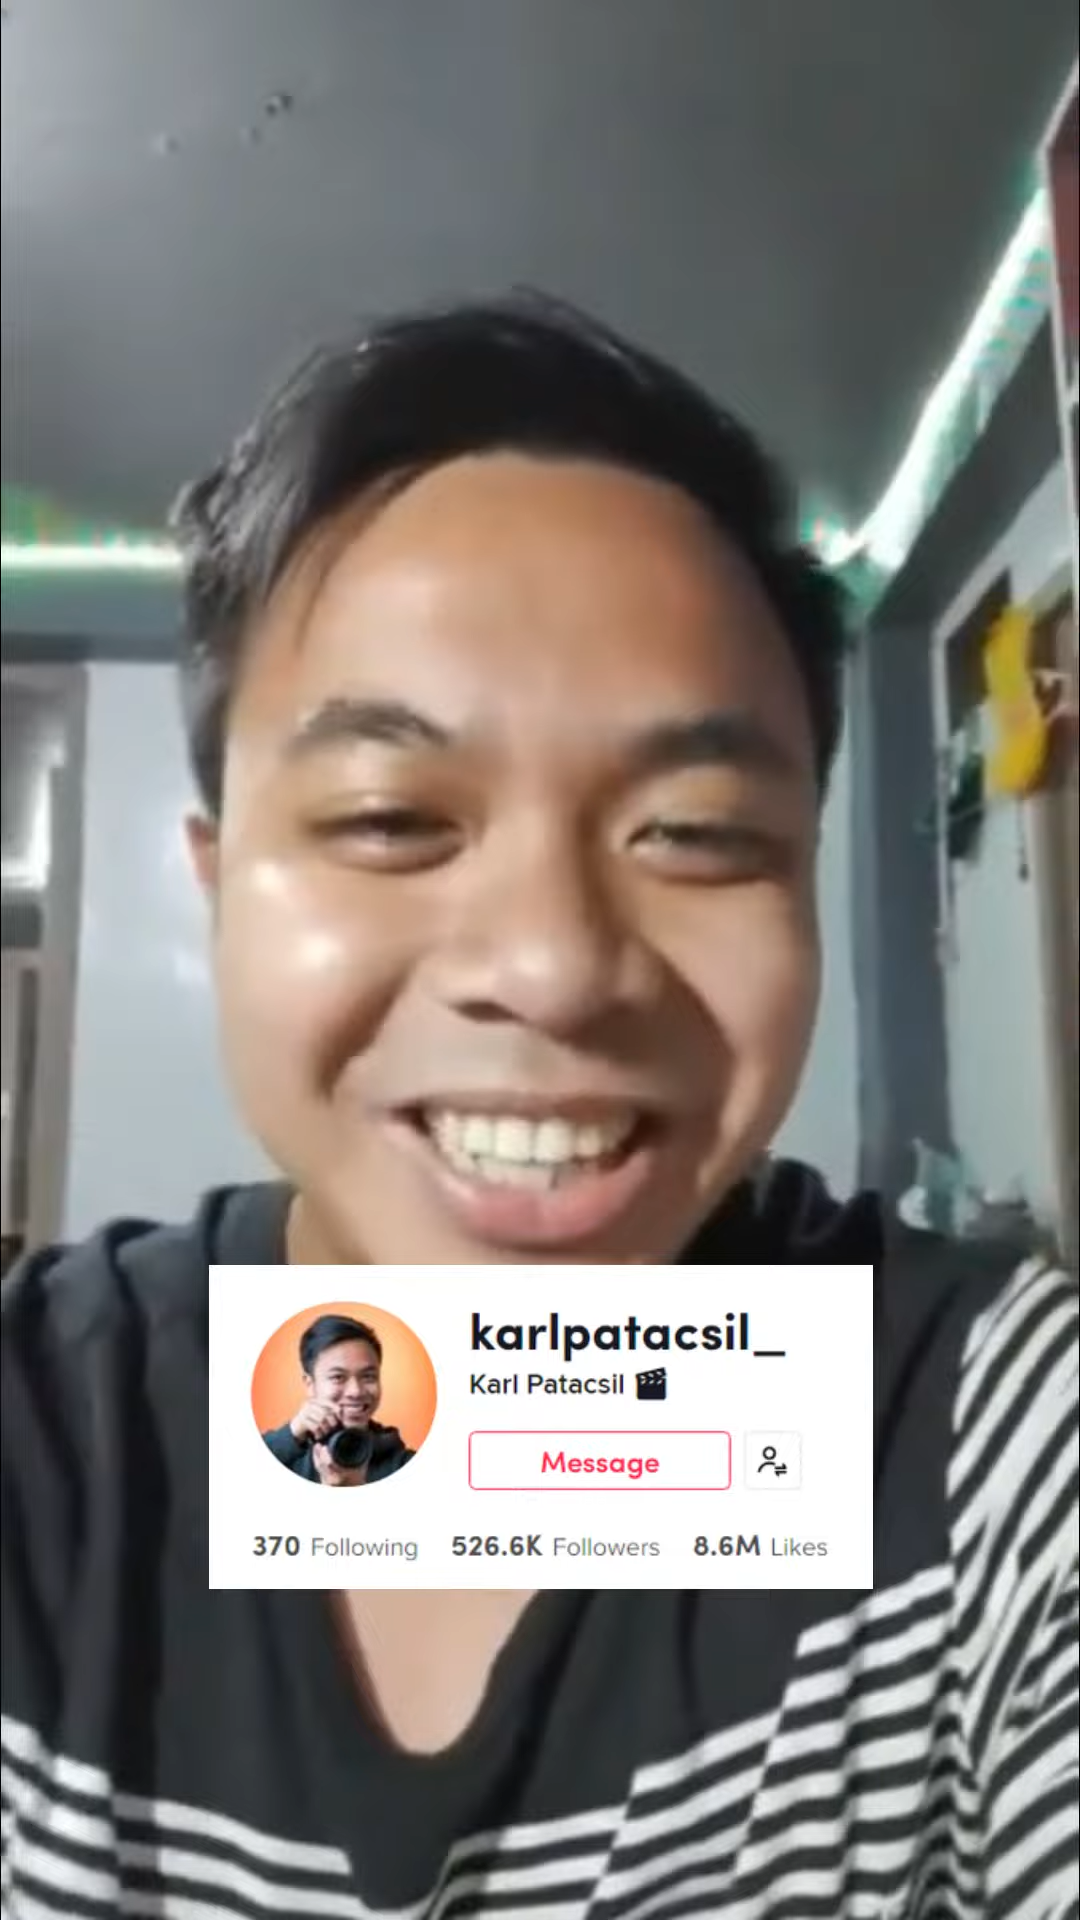 karlpatacsil_
Karl Patacsil 🎬
Message
370 Following 526.6K Followers 8.6M Likes